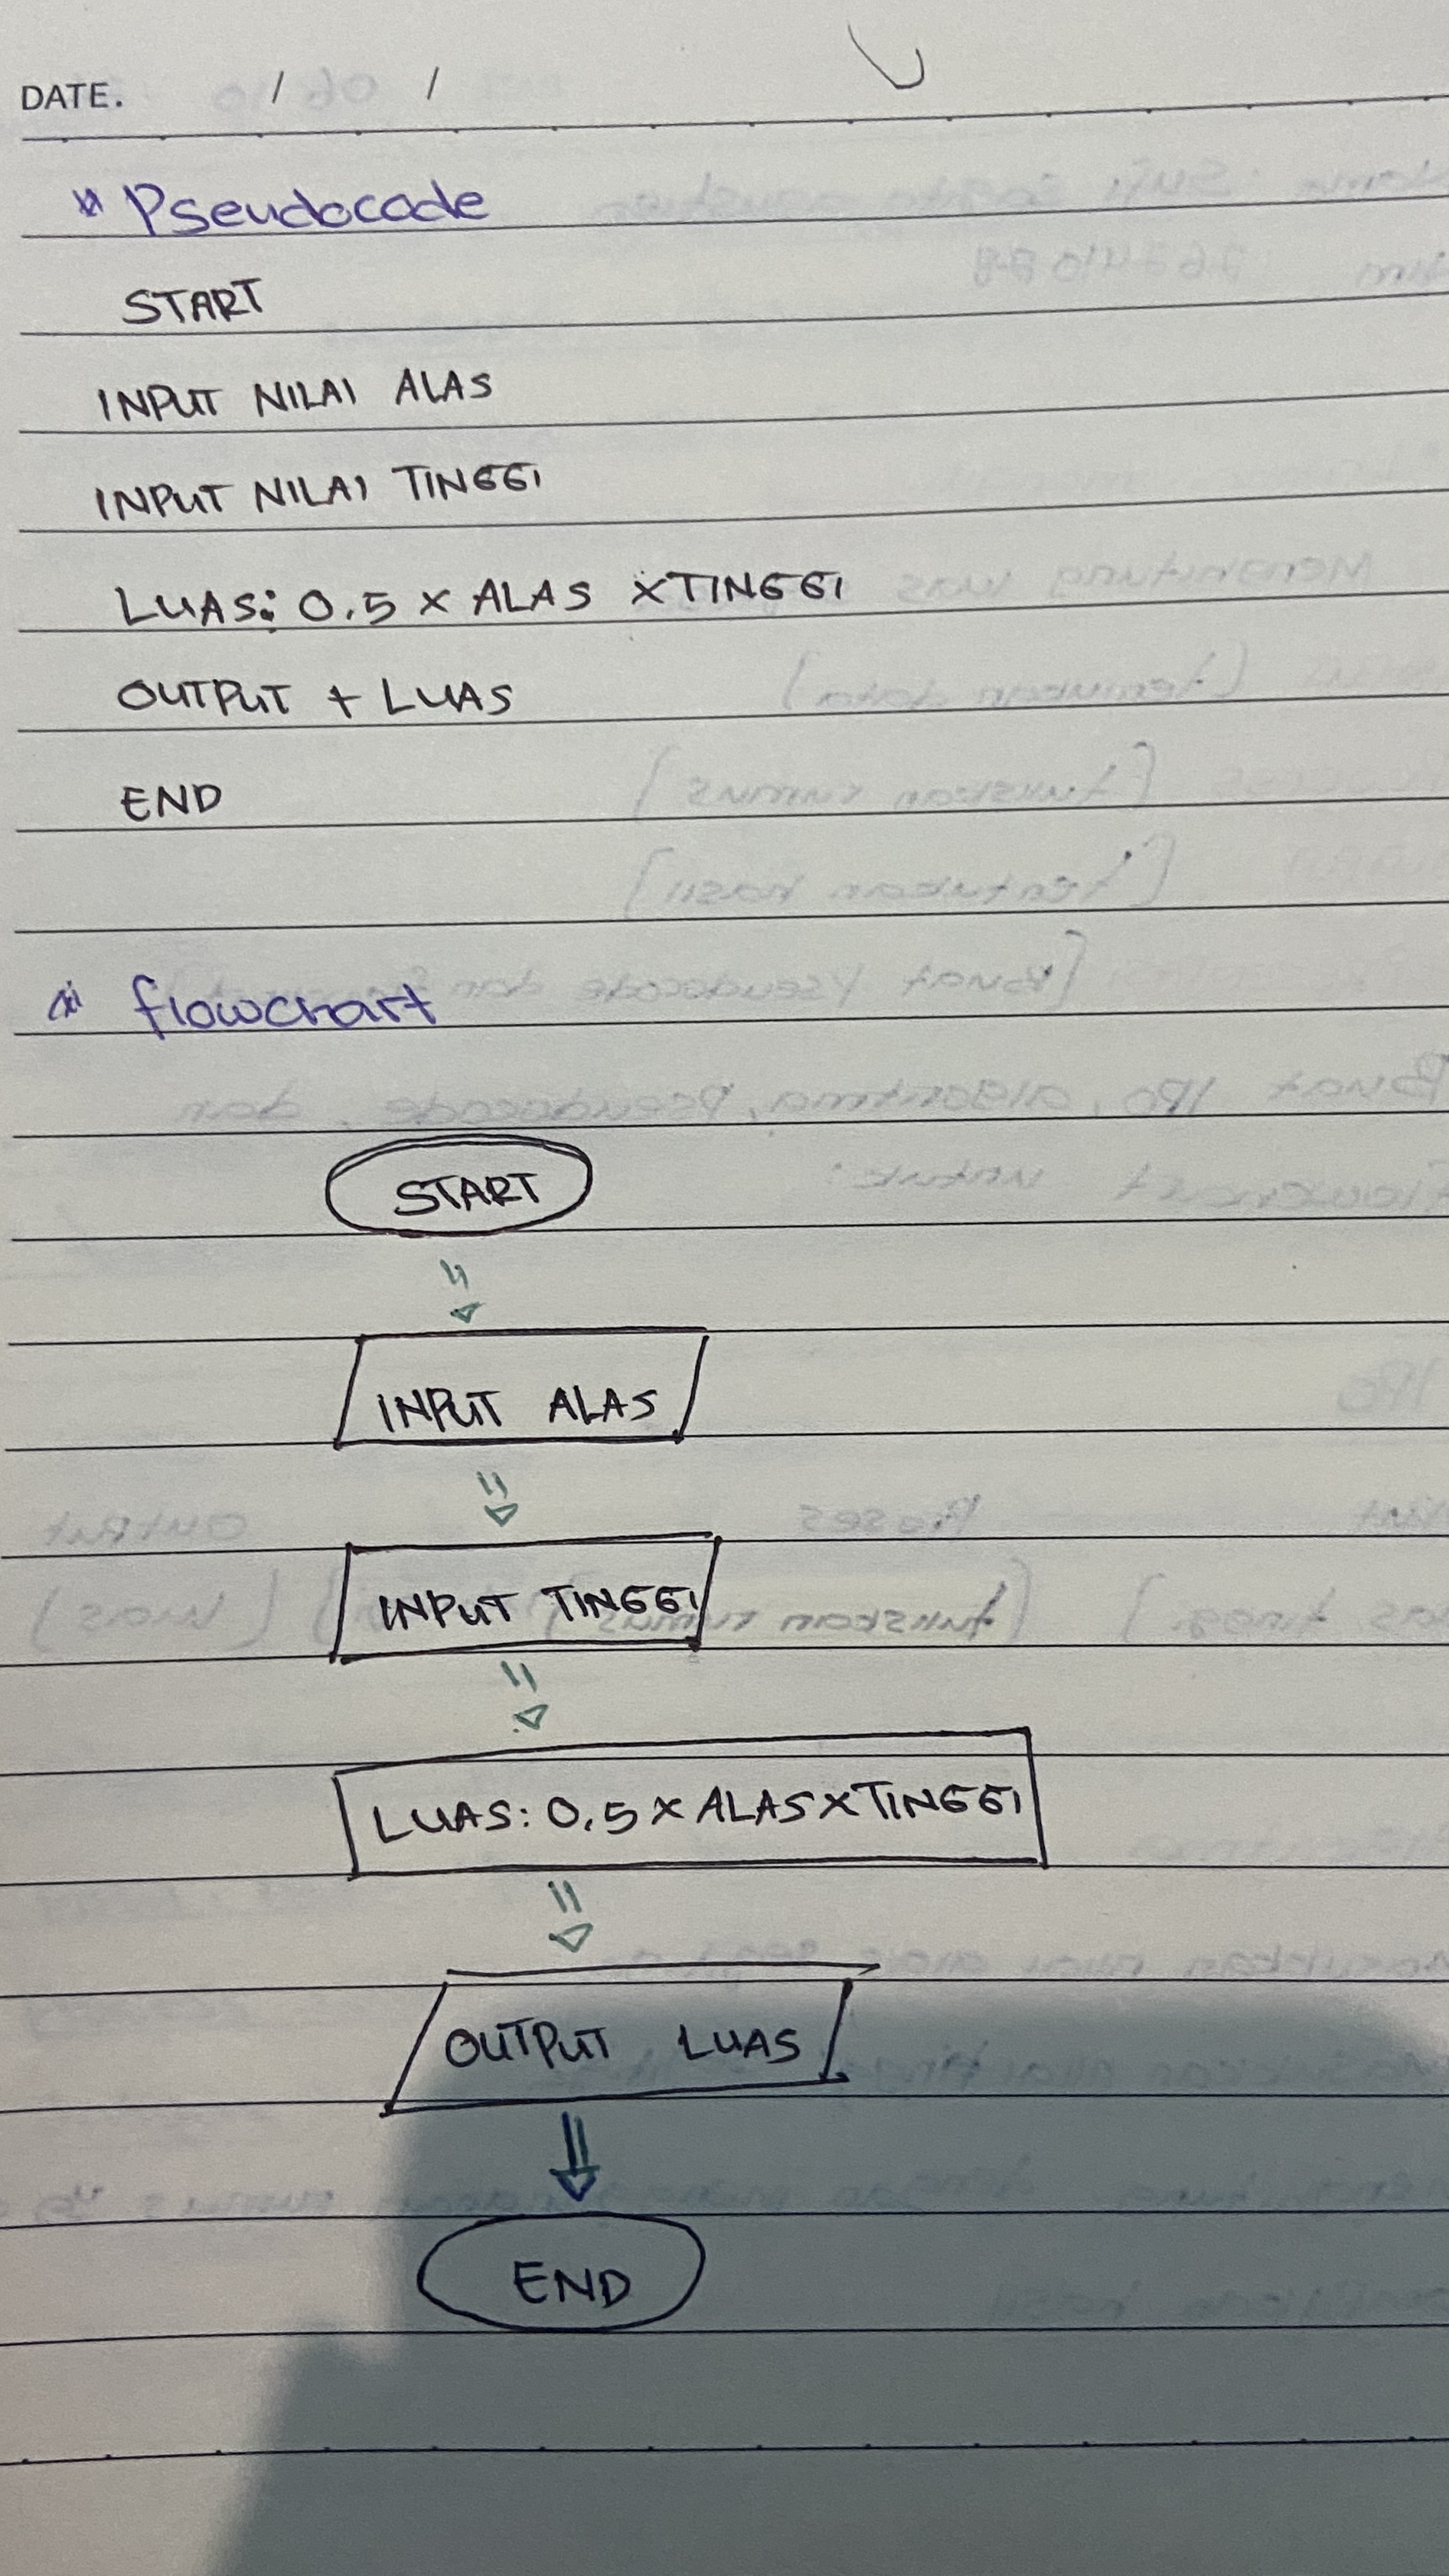 DATE. / /
Pseudocode
START
INPUT NILAI ALAS
INPUT NILAI TINGGI
LUAS: 0.5 x ALAS x TINGGI
OUTPUT + LUAS
END
flowchart
START
INPUT ALAS
INPUT TINGGI
LUAS: 0.5 x ALAS x TINGGI
OUTPUT LUAS
END